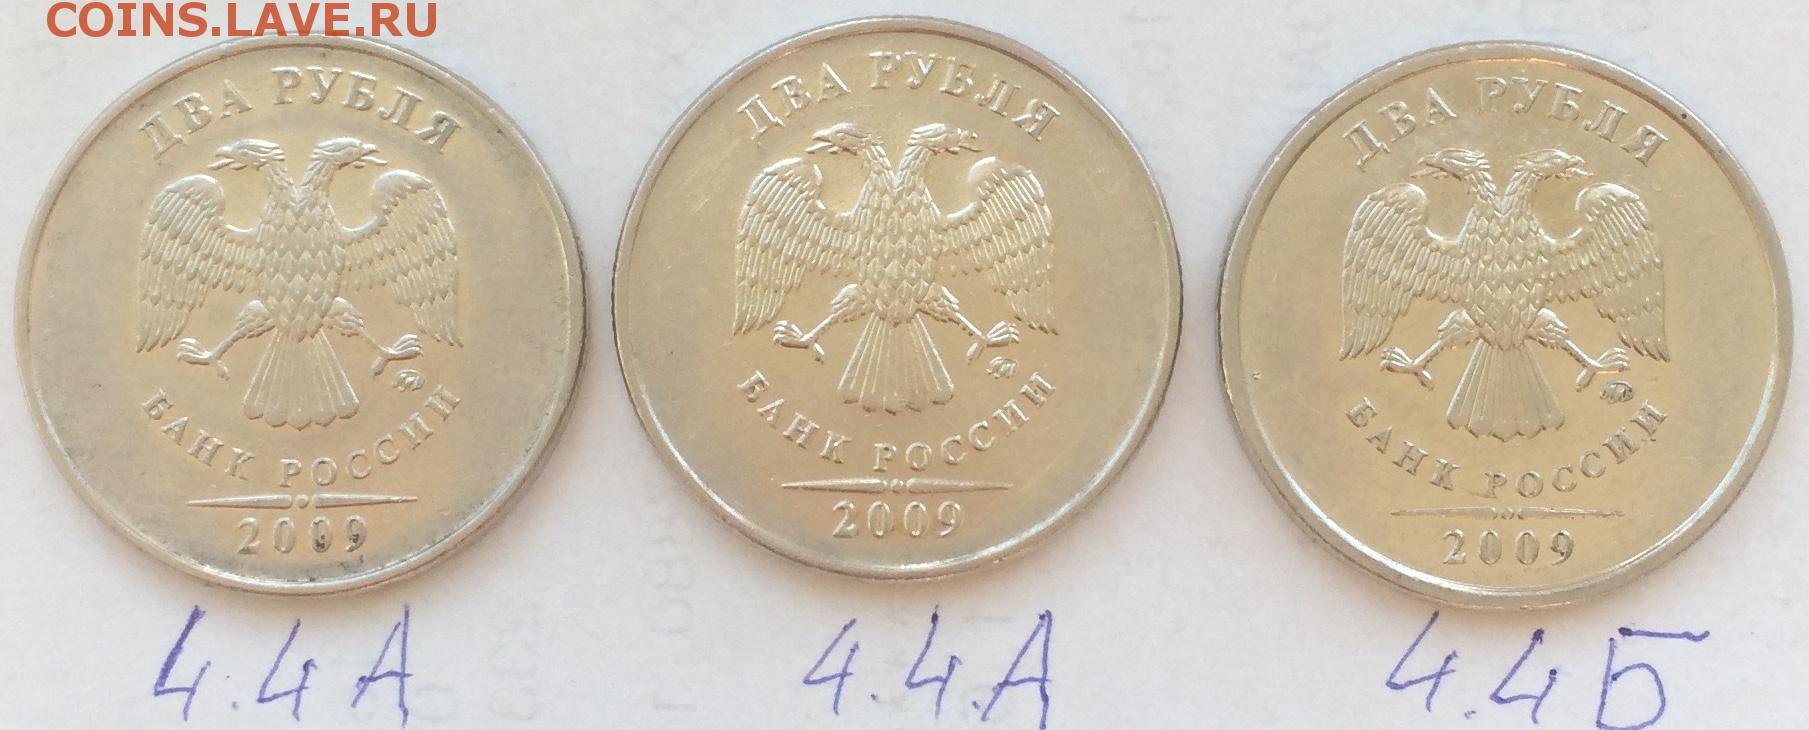 COINS.LAVE.RU
ДВА РУБЛЯ
БАНК РОССИИ
2009
ДВА РУБЛЯ
БАНК РОССИИ
2009
ДВА РУБЛЯ
БАНК РОССИИ
2009
4.4А
4.4.А
4.4Б